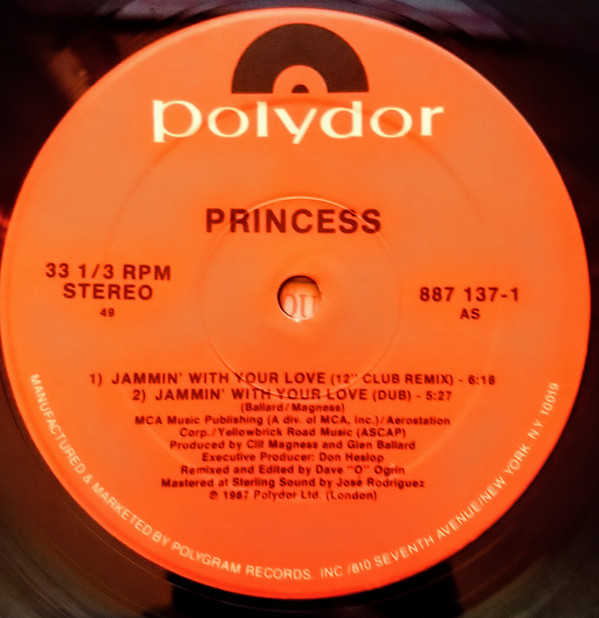 polydor
PRINCESS
33 1/3 RPM
STEREO
49
887 137-1
AS
1) JAMMIN' WITH YOUR LOVE (12" CLUB REMIX) - 6:18
2) JAMMIN' WITH YOUR LOVE (DUB) - 5:27
(Ballard/Magness)
MCA Music Publishing (A div. of MCA, Inc.)/Aerostation
Corp./Yellowbrick Road Music (ASCAP)
Produced by Clif Magness and Glen Ballard
Executive Producer: Don Heslop
Remixed and Edited by Dave "O" Ogrin
Mastered at Sterling Sound by José Rodriguez
℗ 1987 Polydor Ltd. (London)
MANUFACTURED & MARKETED BY POLYGRAM RECORDS, INC./810 SEVENTH AVENUE/NEW YORK, NY 10019